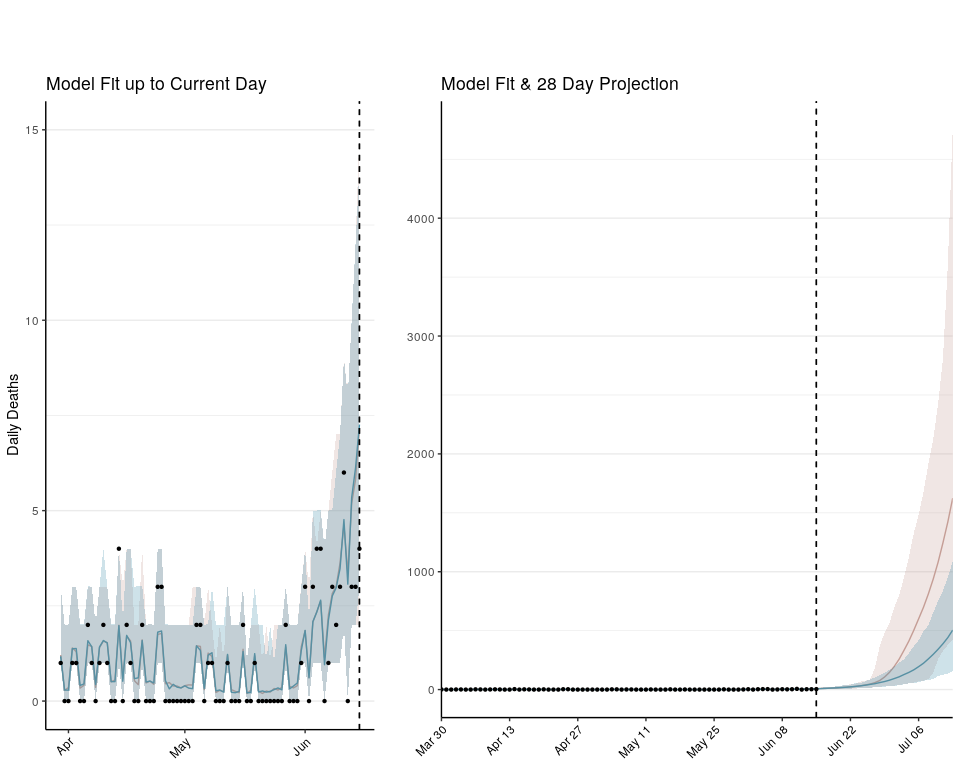 Model Fit up to Current Day
Model Fit & 28 Day Projection
Daily Deaths
15
10
5
0
Apr
May
Jun
4000
3000
2000
1000
0
Mar 30
Apr 13
Apr 27
May 11
May 25
Jun 08
Jun 22
Jul 06